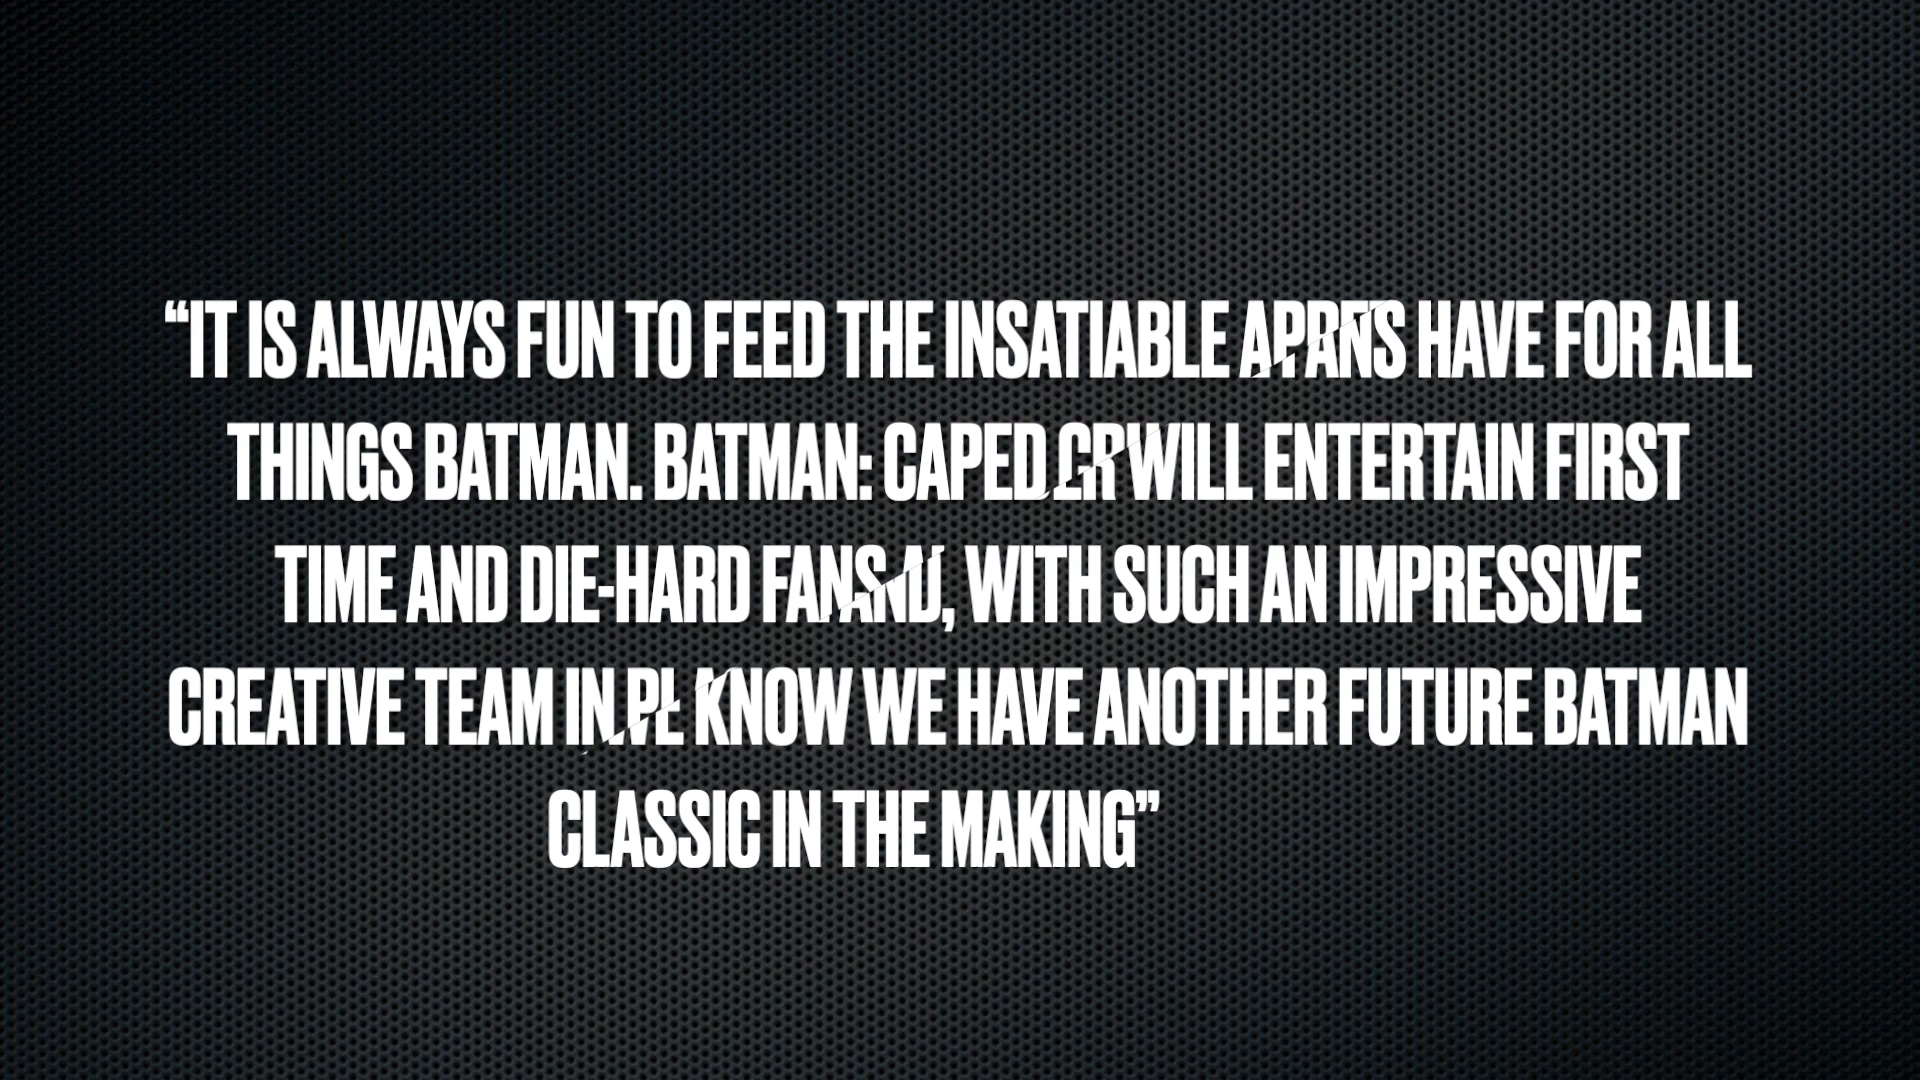 “IT IS ALWAYS FUN TO FEED THE INSATIABLE HAVE FOR ALL
THINGS BATMAN. BATMAN: CAPED WILL ENTERTAIN FIRST
TIME AND DIE-HARD WITH SUCH AN IMPRESSIVE
CREATIVE TEAM KNOW WE HAVE ANOTHER FUTURE BATMAN
CLASSIC IN THE MAKING”